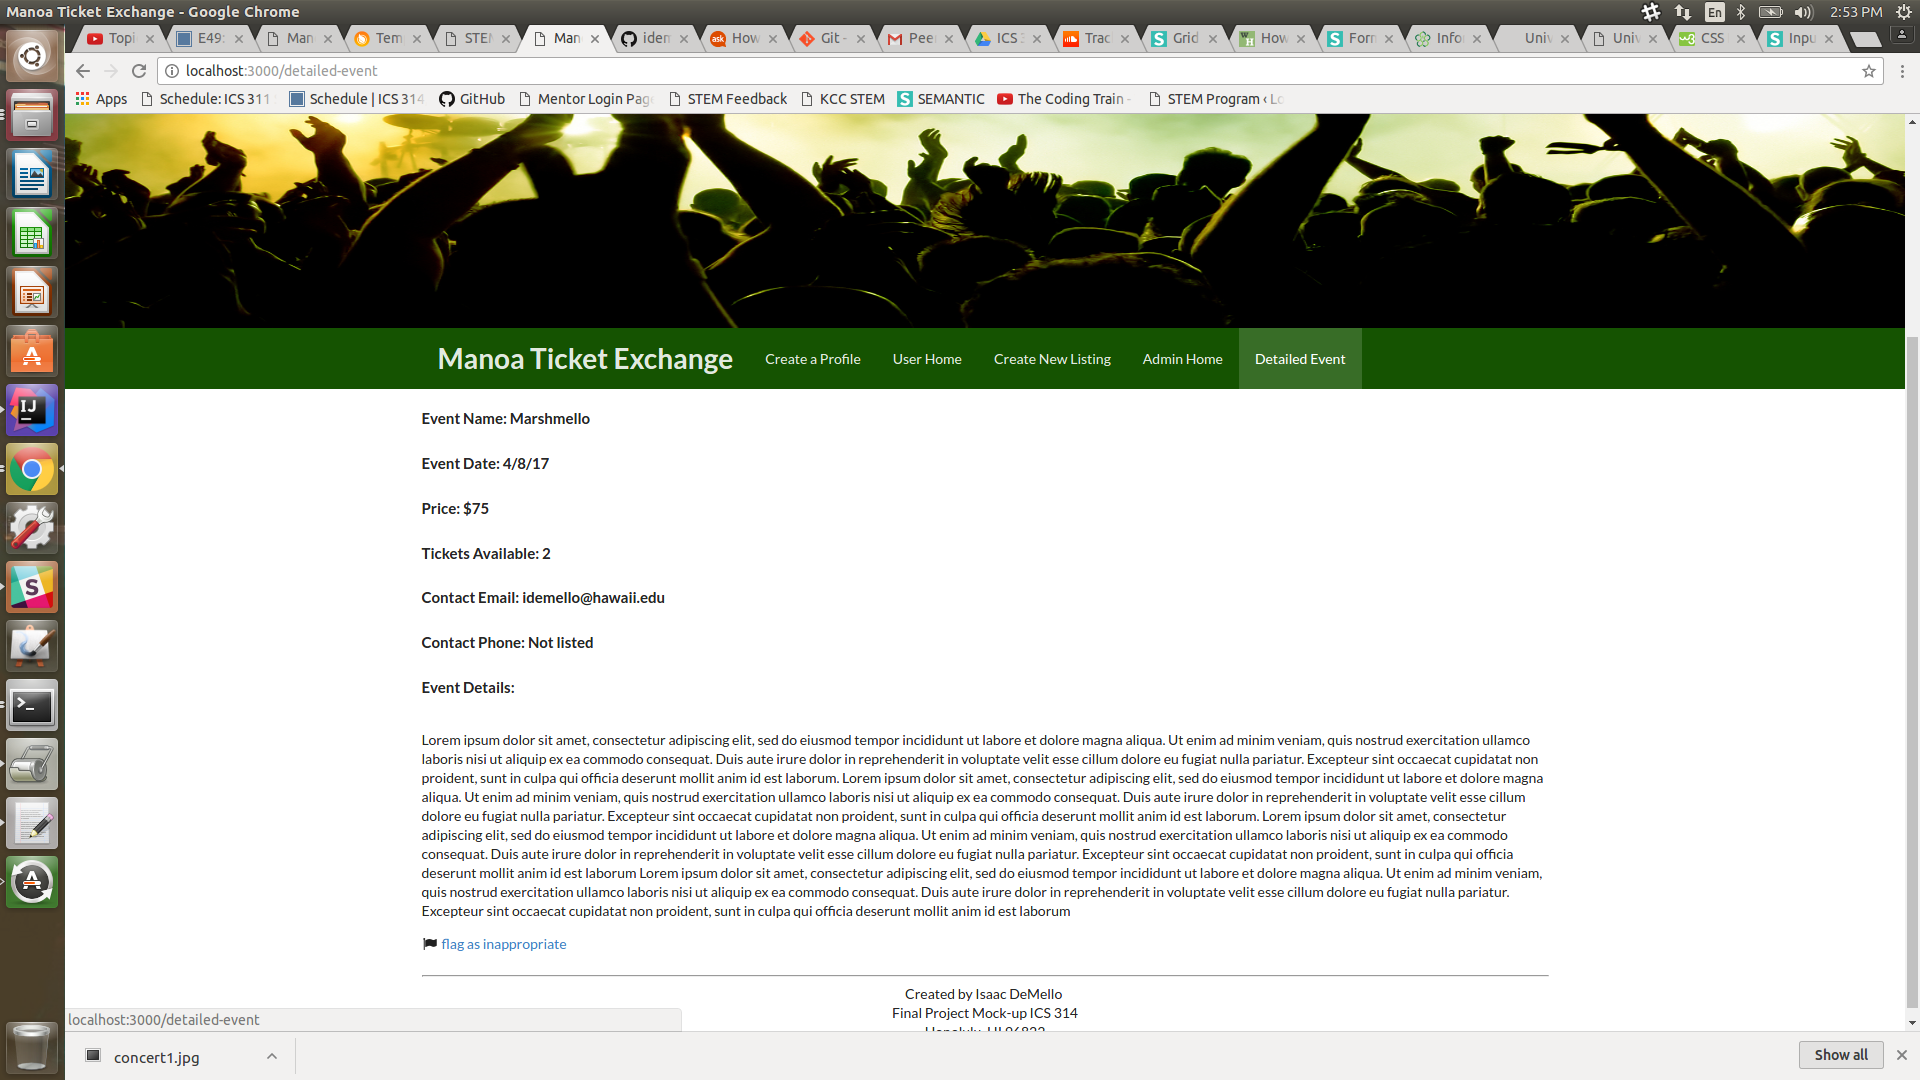 Manoa Ticket Exchange - Google Chrome
En
2:53 PM
Topi
E49:
Man
Tem
STE
Man
iden
How
Git -
Peer
ICS
Trac
Grid
How
Forn
Infor
Univ
Univ
CSS
Inpu
localhost:3000/detailed-event
Apps
Schedule: ICS 311
Schedule | ICS 314
GitHub
Mentor Login Page
STEM Feedback
KCC STEM
SEMANTIC
The Coding Train -
STEM Program ‹ Lo
Manoa Ticket Exchange
Create a Profile
User Home
Create New Listing
Admin Home
Detailed Event
Event Name: Marshmello
Event Date: 4/8/17
Price: $75
Tickets Available: 2
Contact Email: idemello@hawaii.edu
Contact Phone: Not listed
Event Details:
Lorem ipsum dolor sit amet, consectetur adipiscing elit, sed do eiusmod tempor incididunt ut labore et dolore magna aliqua. Ut enim ad minim veniam, quis nostrud exercitation ullamco
laboris nisi ut aliquip ex ea commodo consequat. Duis aute irure dolor in reprehenderit in voluptate velit esse cillum dolore eu fugiat nulla pariatur. Excepteur sint occaecat cupidatat non
proident, sunt in culpa qui officia deserunt mollit anim id est laborum. Lorem ipsum dolor sit amet, consectetur adipiscing elit, sed do eiusmod tempor incididunt ut labore et dolore magna
aliqua. Ut enim ad minim veniam, quis nostrud exercitation ullamco laboris nisi ut aliquip ex ea commodo consequat. Duis aute irure dolor in reprehenderit in voluptate velit esse cillum
dolore eu fugiat nulla pariatur. Excepteur sint occaecat cupidatat non proident, sunt in culpa qui officia deserunt mollit anim id est laborum. Lorem ipsum dolor sit amet, consectetur
adipiscing elit, sed do eiusmod tempor incididunt ut labore et dolore magna aliqua. Ut enim ad minim veniam, quis nostrud exercitation ullamco laboris nisi ut aliquip ex ea commodo
consequat. Duis aute irure dolor in reprehenderit in voluptate velit esse cillum dolore eu fugiat nulla pariatur. Excepteur sint occaecat cupidatat non proident, sunt in culpa qui officia
deserunt mollit anim id est laborum Lorem ipsum dolor sit amet, consectetur adipiscing elit, sed do eiusmod tempor incididunt ut labore et dolore magna aliqua. Ut enim ad minim veniam,
quis nostrud exercitation ullamco laboris nisi ut aliquip ex ea commodo consequat. Duis aute irure dolor in reprehenderit in voluptate velit esse cillum dolore eu fugiat nulla pariatur.
Excepteur sint occaecat cupidatat non proident, sunt in culpa qui officia deserunt mollit anim id est laborum
flag as inappropriate
Created by Isaac DeMello
Final Project Mock-up ICS 314
Honolulu, HI 96822
localhost:3000/detailed-event
concert1.jpg
Show all